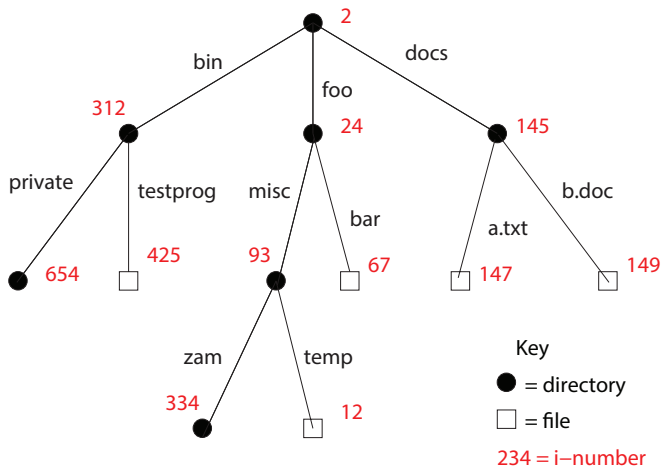 2
bin
docs
foo
312
24
145
private
testprog
misc
bar
a.txt
b.doc
654
425
93
67
147
149
zam
temp
334
12
Key
= directory
= file
234 = i−number